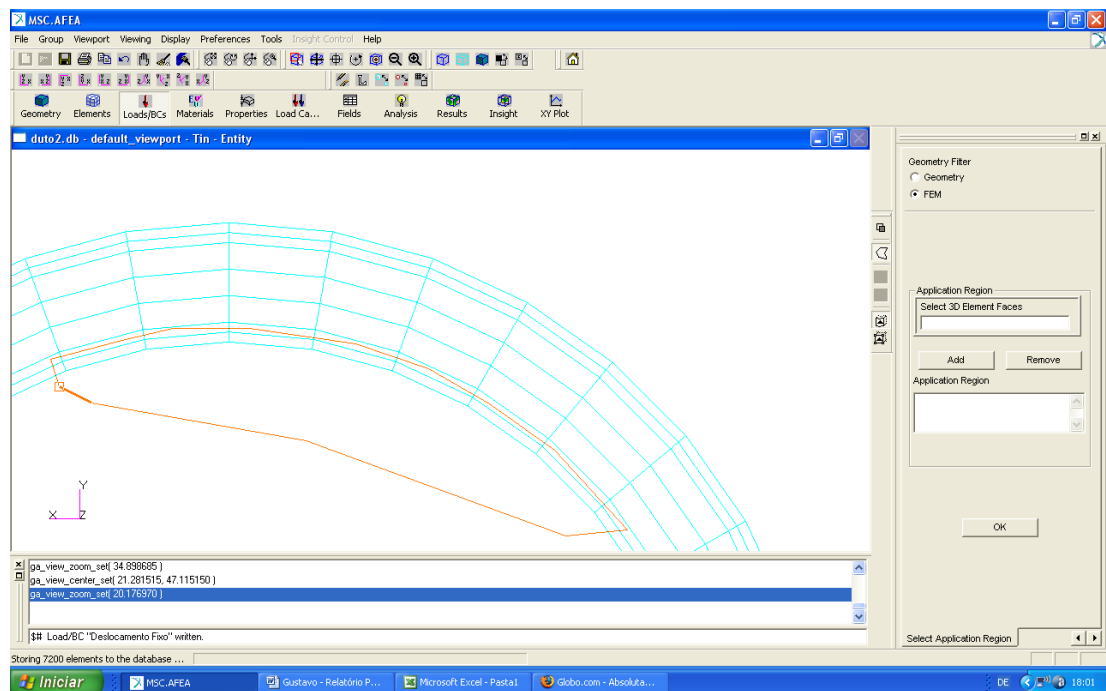 MSC.AFEA
File Group Viewport Viewing Display Preferences Tools Insight Control Help
Geometry Elements Loads/BCs Materials Properties Load Ca... Fields Analysis Results Insight XY Plot
duto2.db - default_viewport - Tin - Entity
Geometry Filter
Geometry
FEM
Application Region
Select 3D Element Faces
Add Remove
Application Region
OK
Y
X Z
ga_view_zoom_set( 34.898685 )
ga_view_center_set( 21.281515, 47.115150 )
ga_view_zoom_set( 20.176970 )
$# Load/BC "Deslocamento Fixo" written.
Select Application Region
Storing 7200 elements to the database ...
Iniciar MSC.AFEA Gustavo - Relatório P... Microsoft Excel - Pasta1 Globo.com - Absoluta... DE 18:01